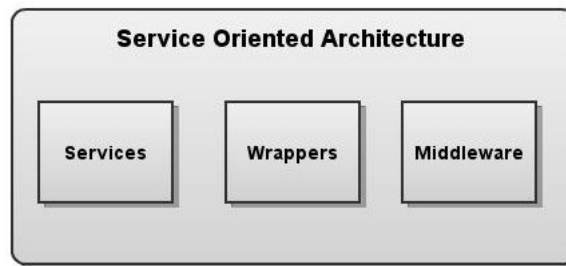 Service Oriented Architecture
Services
Wrappers
Middleware